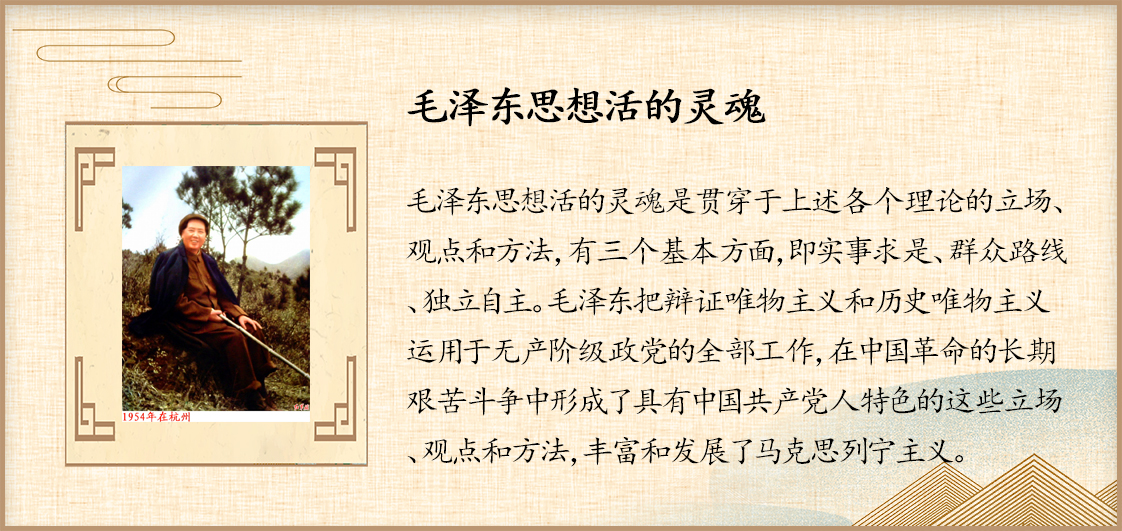 毛泽东思想活的灵魂
毛泽东思想活的灵魂是贯穿于上述各个理论的立场、
观点和方法,有三个基本方面,即实事求是、群众路线
、独立自主。毛泽东把辩证唯物主义和历史唯物主义
运用于无产阶级政党的全部工作,在中国革命的长期
艰苦斗争中形成了具有中国共产党人特色的这些立场
、观点和方法,丰富和发展了马克思列宁主义。
1954年在杭州